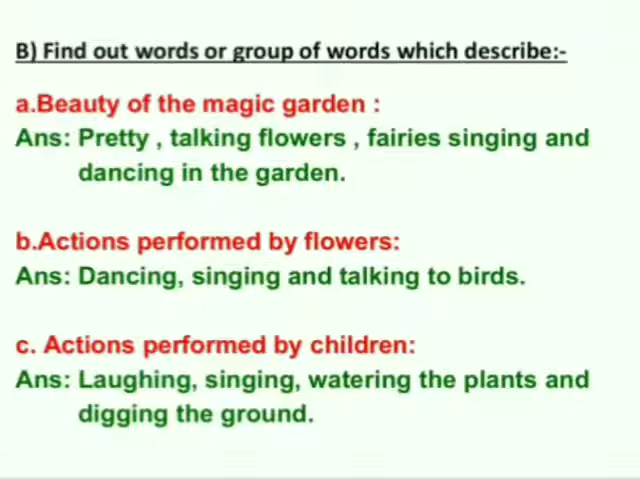 B) Find out words or group of words which describe:-
a.Beauty of the magic garden :
Ans: Pretty , talking flowers , fairies singing and
dancing in the garden.
b.Actions performed by flowers:
Ans: Dancing, singing and talking to birds.
c. Actions performed by children:
Ans: Laughing, singing, watering the plants and
digging the ground.